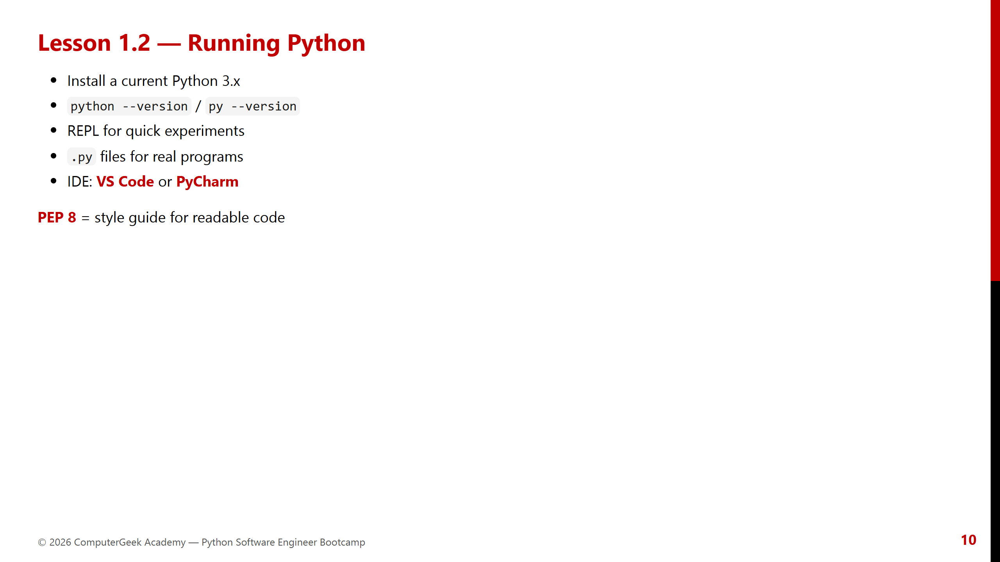 Lesson 1.2 — Running Python
• Install a current Python 3.x
• python --version / py --version
• REPL for quick experiments
• .py files for real programs
• IDE: VS Code or PyCharm
PEP 8 = style guide for readable code
© 2026 ComputerGeek Academy — Python Software Engineer Bootcamp
10